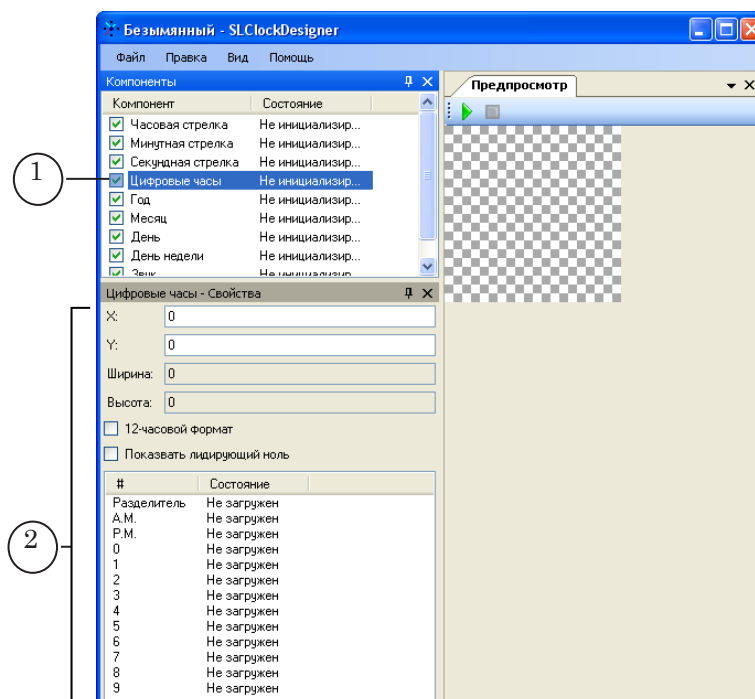 Безымянный - SLClockDesigner
Файл Правка Вид Помощь
Компоненты
Компонент Состояние
Часовая стрелка Не инициализир...
Минутная стрелка Не инициализир...
Секундная стрелка Не инициализир...
1
Цифровые часы Не инициализир...
Год Не инициализир...
Месяц Не инициализир...
День Не инициализир...
День недели Не инициализир...
Звук Не инициализир...
Предпросмотр
Цифровые часы - Свойства
X: 0
Y: 0
Ширина: 0
Высота: 0
12-часовой формат
Показвать лидирующий ноль
2
# Состояние
Разделитель Не загружен
A.M. Не загружен
P.M. Не загружен
0 Не загружен
1 Не загружен
2 Не загружен
3 Не загружен
4 Не загружен
5 Не загружен
6 Не загружен
7 Не загружен
8 Не загружен
9 Не загружен